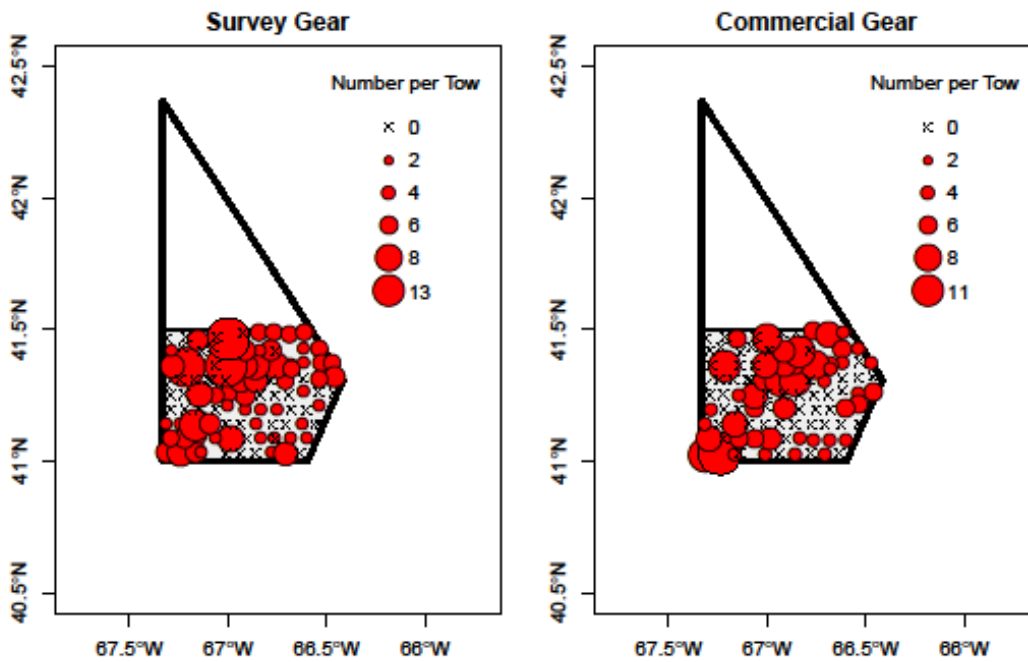 Survey Gear
Number per Tow
0
2
4
6
8
13
42.5°N
42°N
41.5°N
41°N
40.5°N
67.5°W
67°W
66.5°W
66°W
Commercial Gear
Number per Tow
0
2
4
6
8
11
42.5°N
42°N
41.5°N
41°N
40.5°N
67.5°W
67°W
66.5°W
66°W